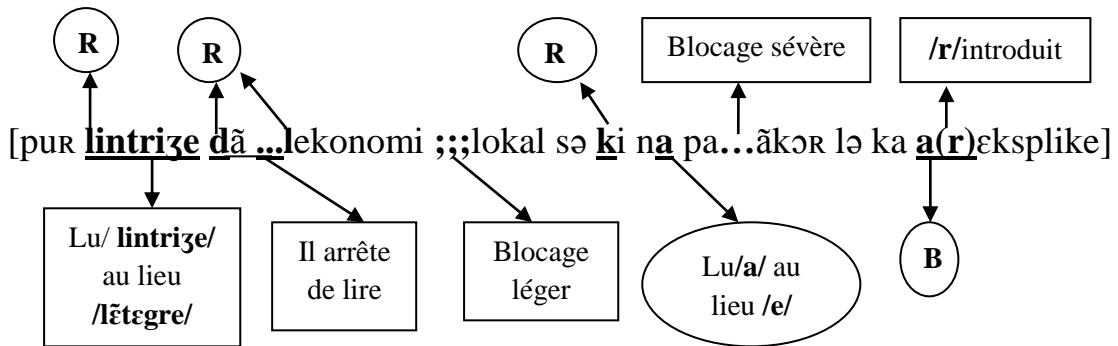 R
R
R
Blocage sévère
/r/introduit
[puʀ lintriʒe dã ...lekonomi ;;;lokal sə ki na pa…ãkɔʀ lə ka a(r)ɛksplike]
Lu/ lintriʒe/
au lieu
/lɛ̃tɛgre/
Il arrête
de lire
Blocage
léger
Lu/a/ au
lieu /e/
B